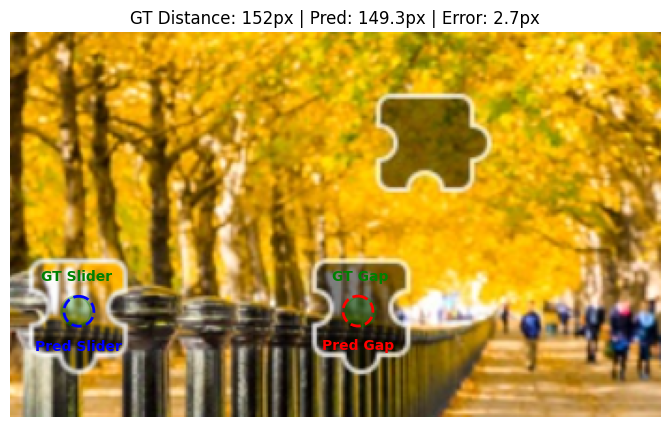 GT Distance: 152px | Pred: 149.3px | Error: 2.7px
GT Slider
GT Gap
Pred Slider
Pred Gap